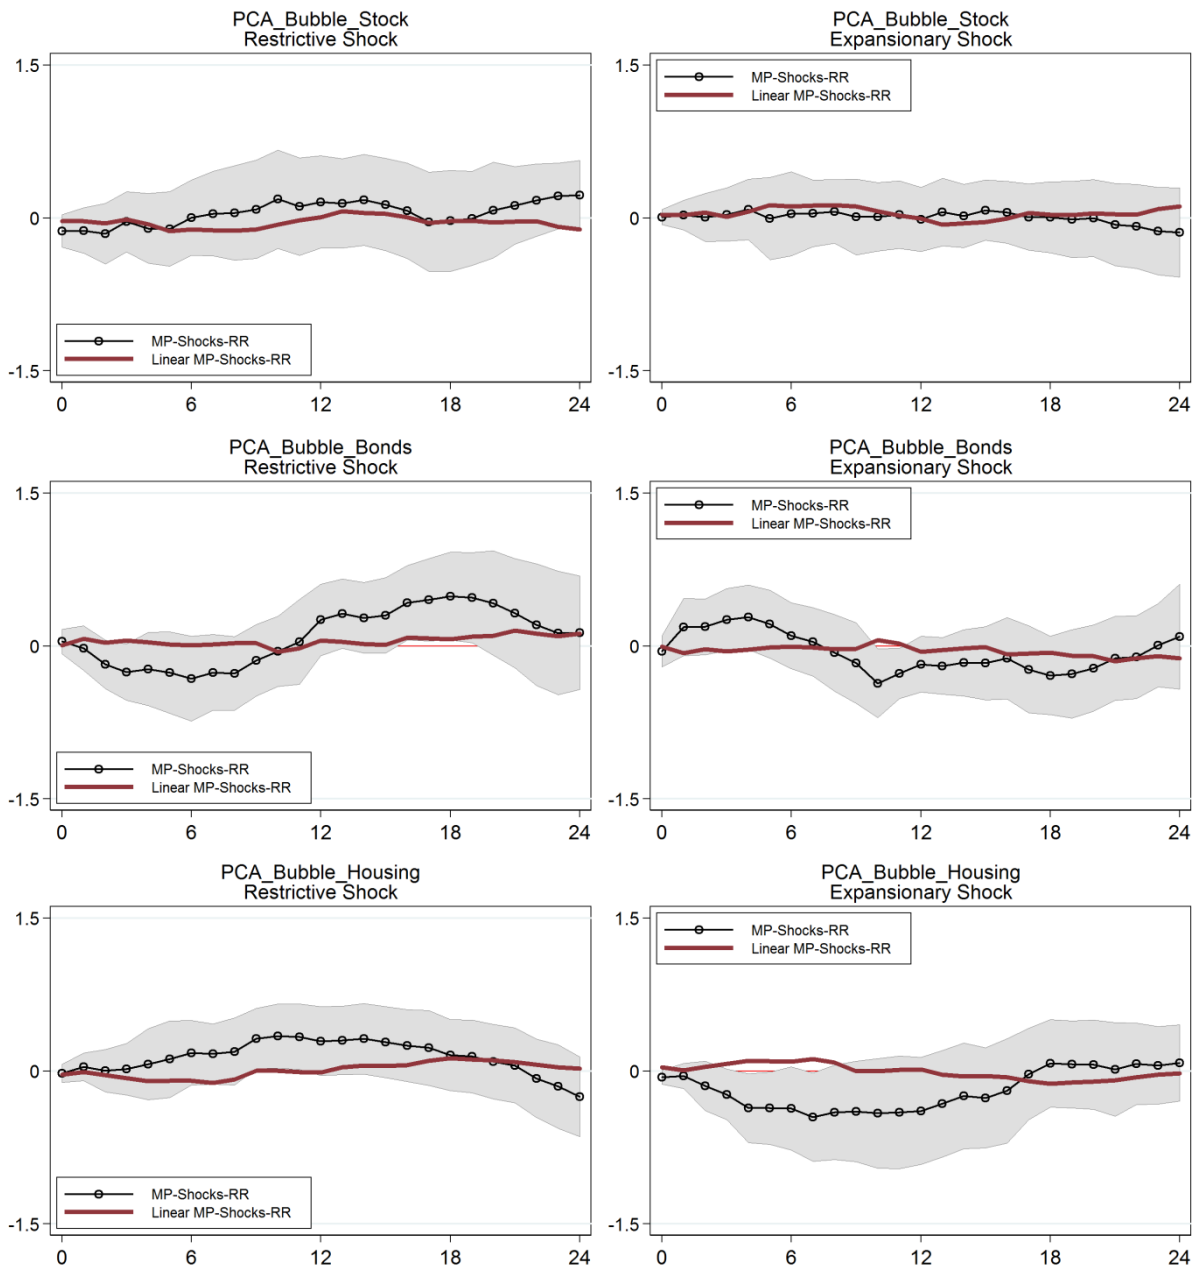 PCA_Bubble_Stock
Restrictive Shock
1.5
0
-1.5
MP-Shocks-RR
Linear MP-Shocks-RR
0 6 12 18 24
PCA_Bubble_Stock
Expansionary Shock
1.5
MP-Shocks-RR
Linear MP-Shocks-RR
0
-1.5
0 6 12 18 24
PCA_Bubble_Bonds
Restrictive Shock
1.5
0
MP-Shocks-RR
Linear MP-Shocks-RR
-1.5
0 6 12 18 24
PCA_Bubble_Bonds
Expansionary Shock
1.5
MP-Shocks-RR
Linear MP-Shocks-RR
0
-1.5
0 6 12 18 24
PCA_Bubble_Housing
Restrictive Shock
1.5
0
MP-Shocks-RR
Linear MP-Shocks-RR
-1.5
0 6 12 18 24
PCA_Bubble_Housing
Expansionary Shock
1.5
MP-Shocks-RR
Linear MP-Shocks-RR
0
-1.5
0 6 12 18 24